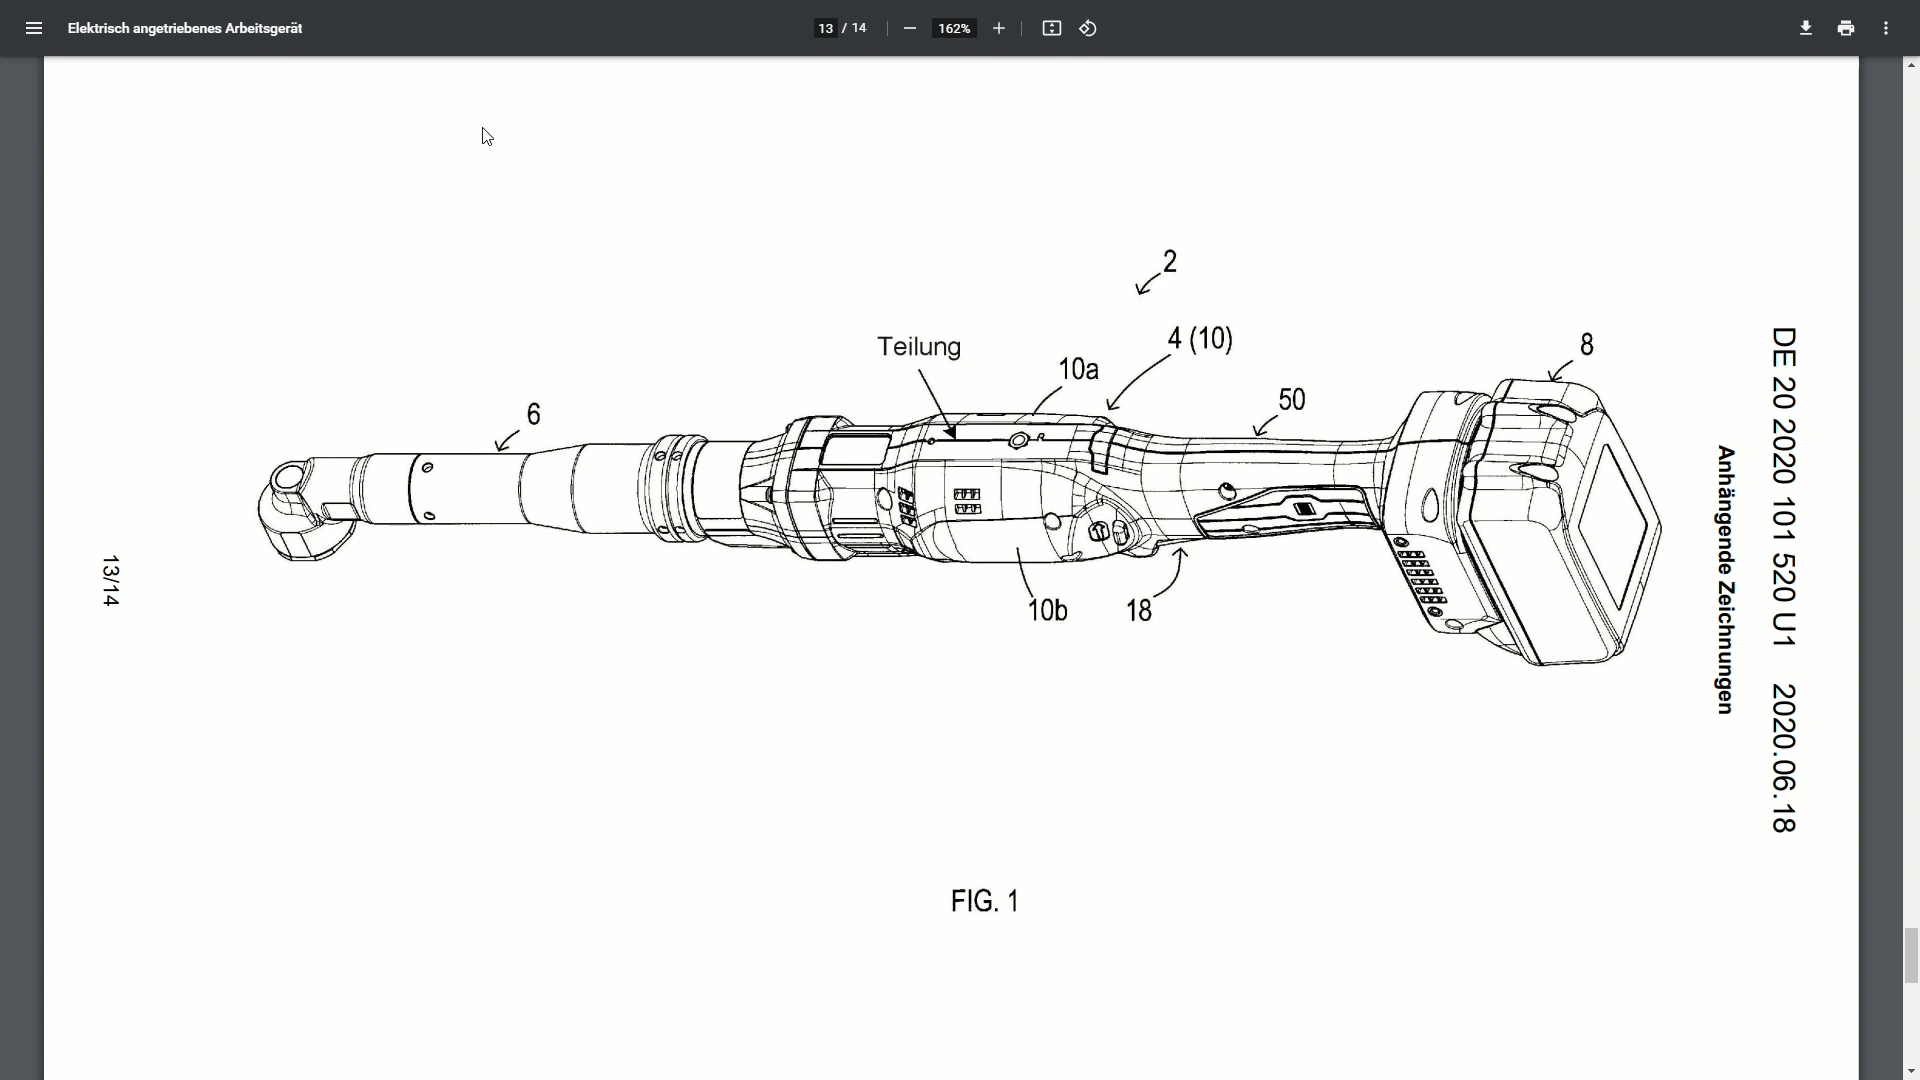 Elektrisch angetriebenes Arbeitsgerät
13 / 14
162%
DE 20 2020 101 520 U1 2020.06.18
Anhängende Zeichnungen
2
4 (10)
Teilung
10a
8
50
6
R
10b
18
FIG. 1
13/14